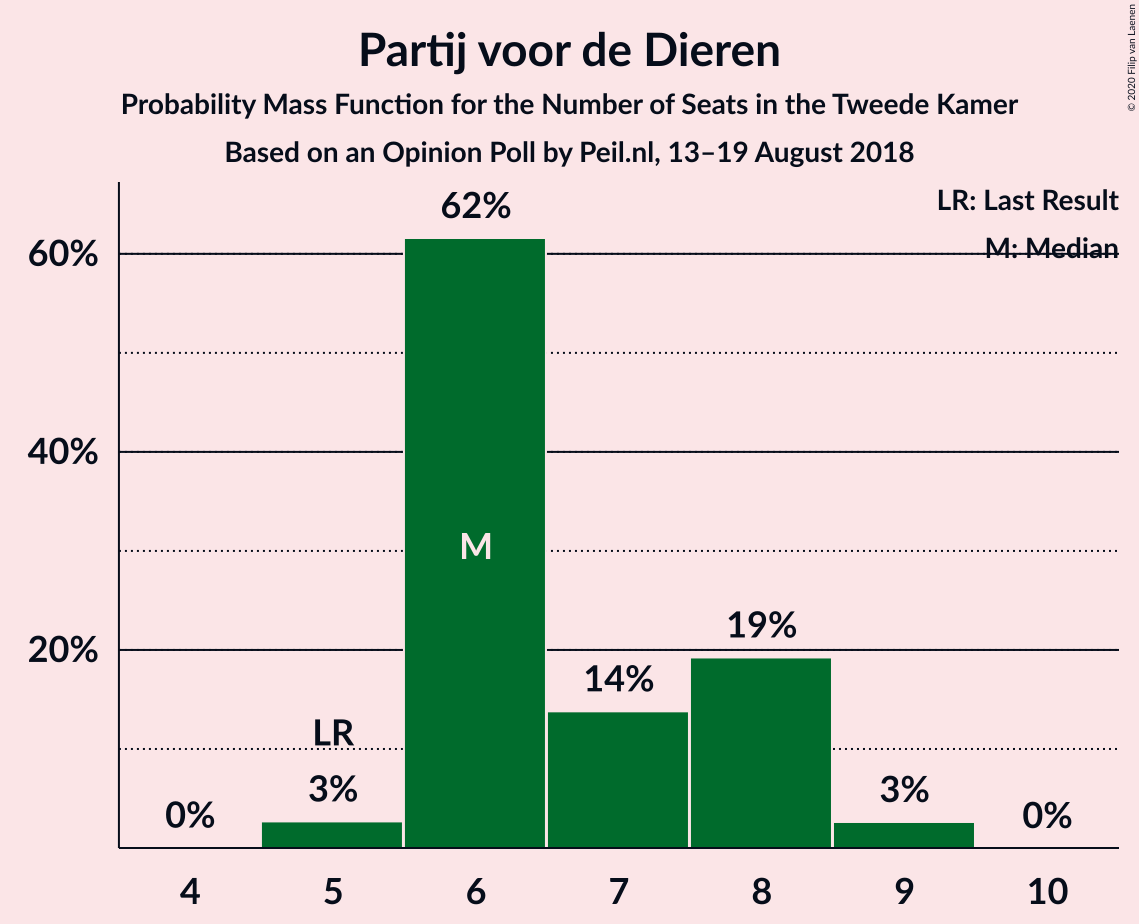 Partij voor de Dieren
Probability Mass Function for the Number of Seats in the Tweede Kamer
Based on an Opinion Poll by Peil.nl, 13–19 August 2018
© 2020 Filip van Laenen
LR: Last Result
M: Median
62%
60%
40%
M
19%
20%
14%
LR
3%
3%
0%
0%
4 5 6 7 8 9 10